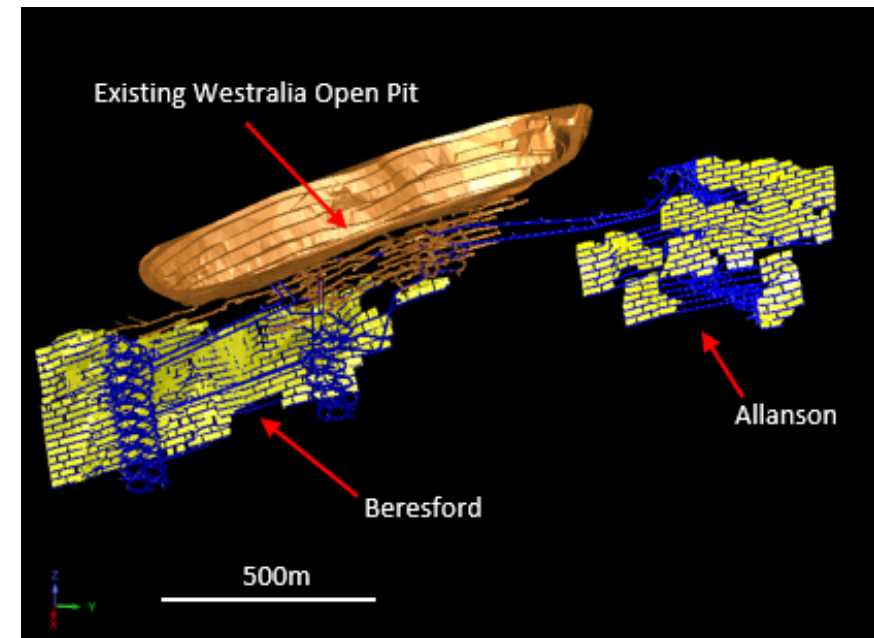 Existing Westralia Open Pit
Allanson
Beresford
500m
Z
Y
X